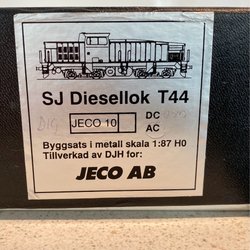 SJ Diesellok T44
JECO 10
DC
AC
Byggsats i metall skala 1:87 H0
Tillverkad av DJH for:
JECO AB